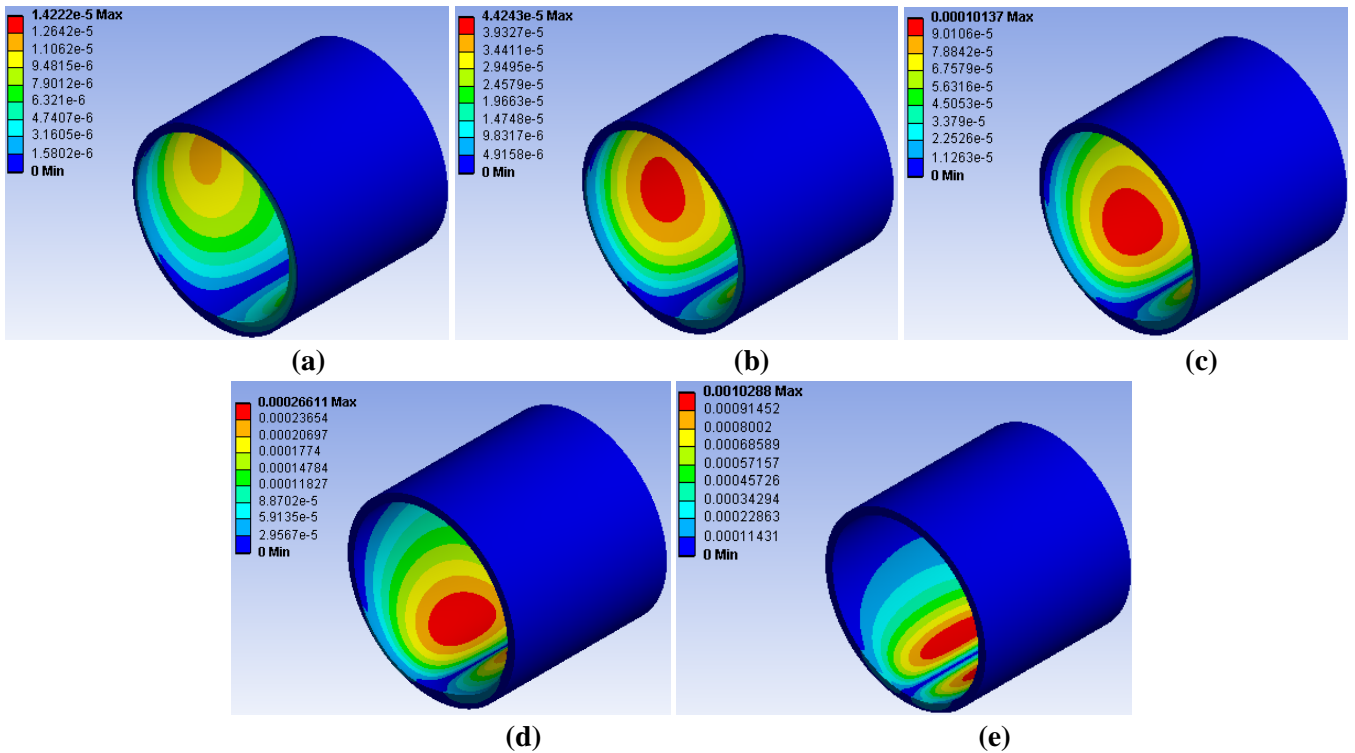 1.4222e-5 Max
1.2642e-5
1.1062e-5
9.4815e-6
7.9012e-6
6.321e-6
4.7407e-6
3.1605e-6
1.5802e-6
0 Min
(a)
4.4243e-5 Max
3.9327e-5
3.4411e-5
2.9495e-5
2.4579e-5
1.9663e-5
1.4748e-5
9.8317e-6
4.9158e-6
0 Min
(b)
0.00010137 Max
9.0106e-5
7.8842e-5
6.7579e-5
5.6316e-5
4.5053e-5
3.379e-5
2.2526e-5
1.1263e-5
0 Min
(c)
0.00026611 Max
0.00023654
0.00020697
0.0001774
0.00014784
0.00011827
8.8702e-5
5.9135e-5
2.9567e-5
0 Min
(d)
0.0010288 Max
0.00091452
0.0008002
0.00068589
0.00057157
0.00045726
0.00034294
0.00022863
0.00011431
0 Min
(e)